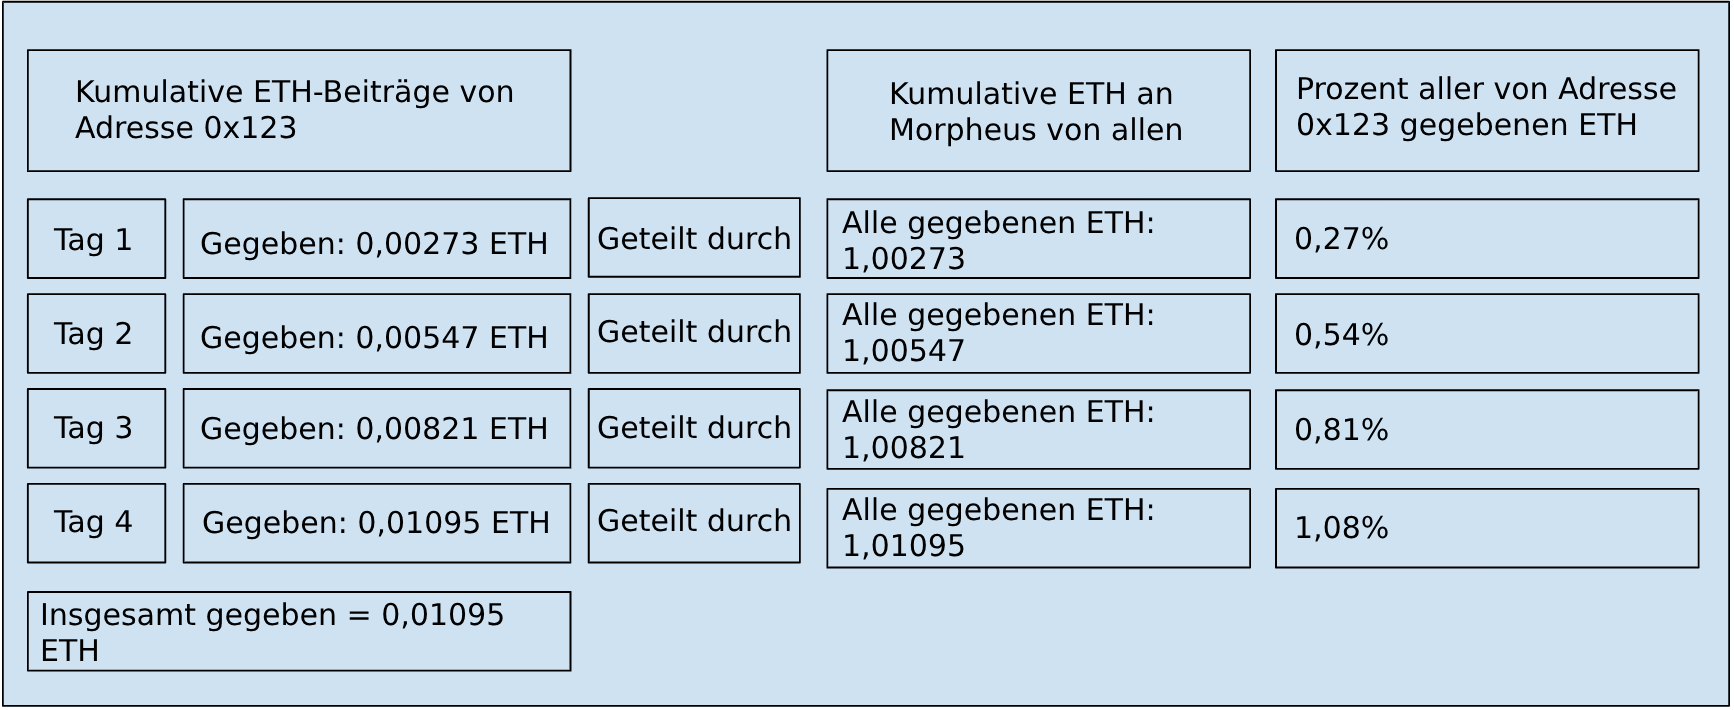 Kumulative ETH-Beiträge von
Adresse 0x123
Kumulative ETH an
Morpheus von allen
Prozent aller von Adresse
0x123 gegebenen ETH
Tag 1
Gegeben: 0,00273 ETH
Geteilt durch
Alle gegebenen ETH:
1,00273
0,27%
Tag 2
Gegeben: 0,00547 ETH
Geteilt durch
Alle gegebenen ETH:
1,00547
0,54%
Tag 3
Gegeben: 0,00821 ETH
Geteilt durch
Alle gegebenen ETH:
1,00821
0,81%
Tag 4
Gegeben: 0,01095 ETH
Geteilt durch
Alle gegebenen ETH:
1,01095
1,08%
Insgesamt gegeben = 0,01095
ETH